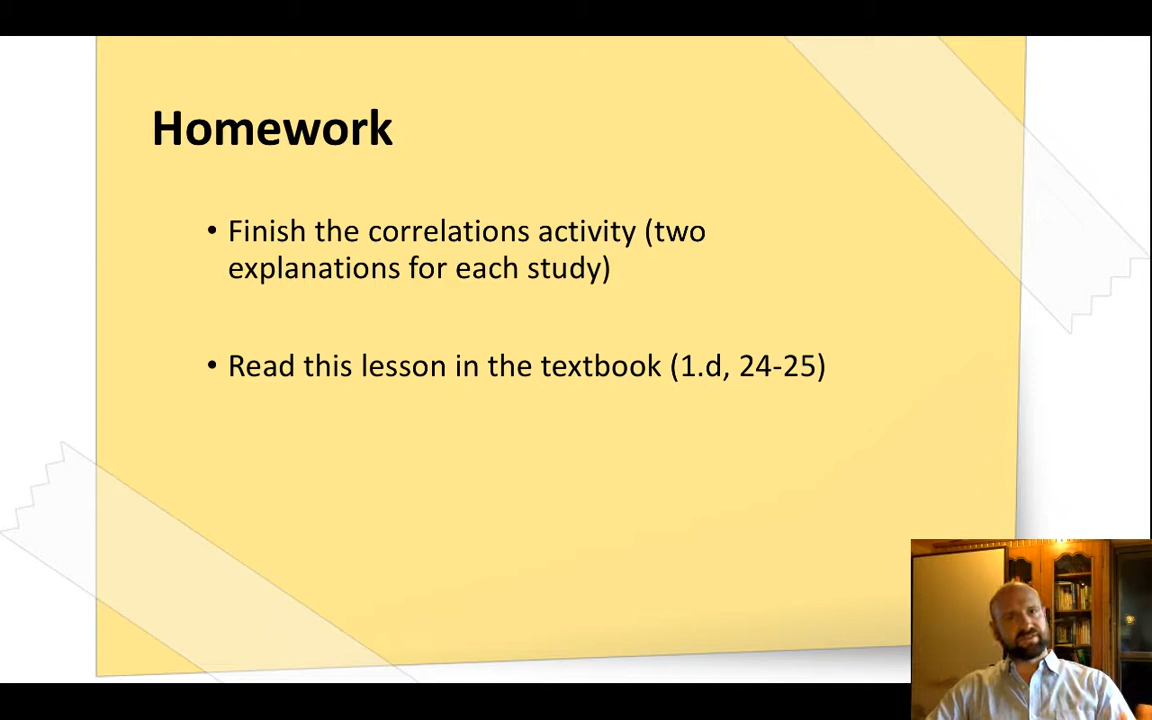 Homework
• Finish the correlations activity (two
explanations for each study)
• Read this lesson in the textbook (1.d, 24-25)